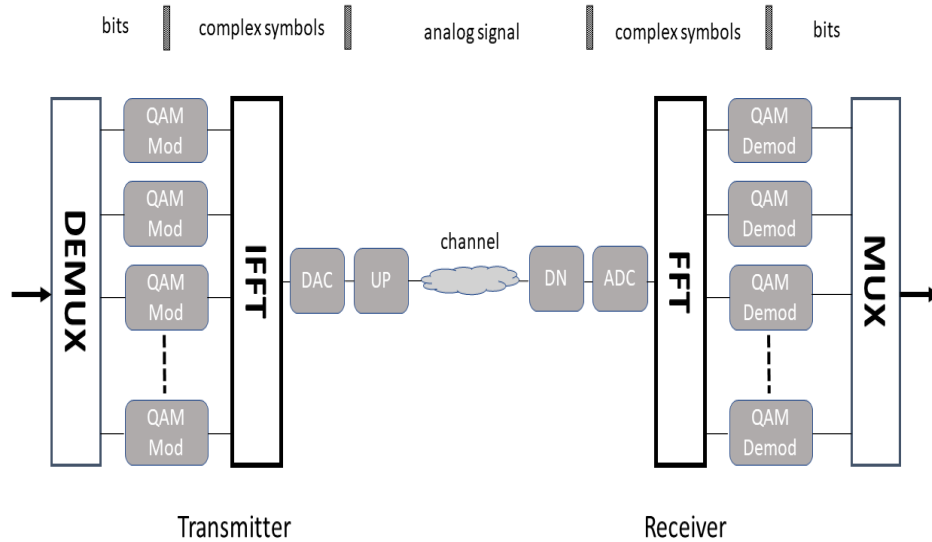 bits
complex symbols
analog signal
complex symbols
bits
DEMUX
QAM
Mod
QAM
Mod
QAM
Mod
QAM
Mod
IFFT
DAC
UP
channel
DN
ADC
FFT
QAM
Demod
QAM
Demod
QAM
Demod
QAM
Demod
MUX
Transmitter
Receiver